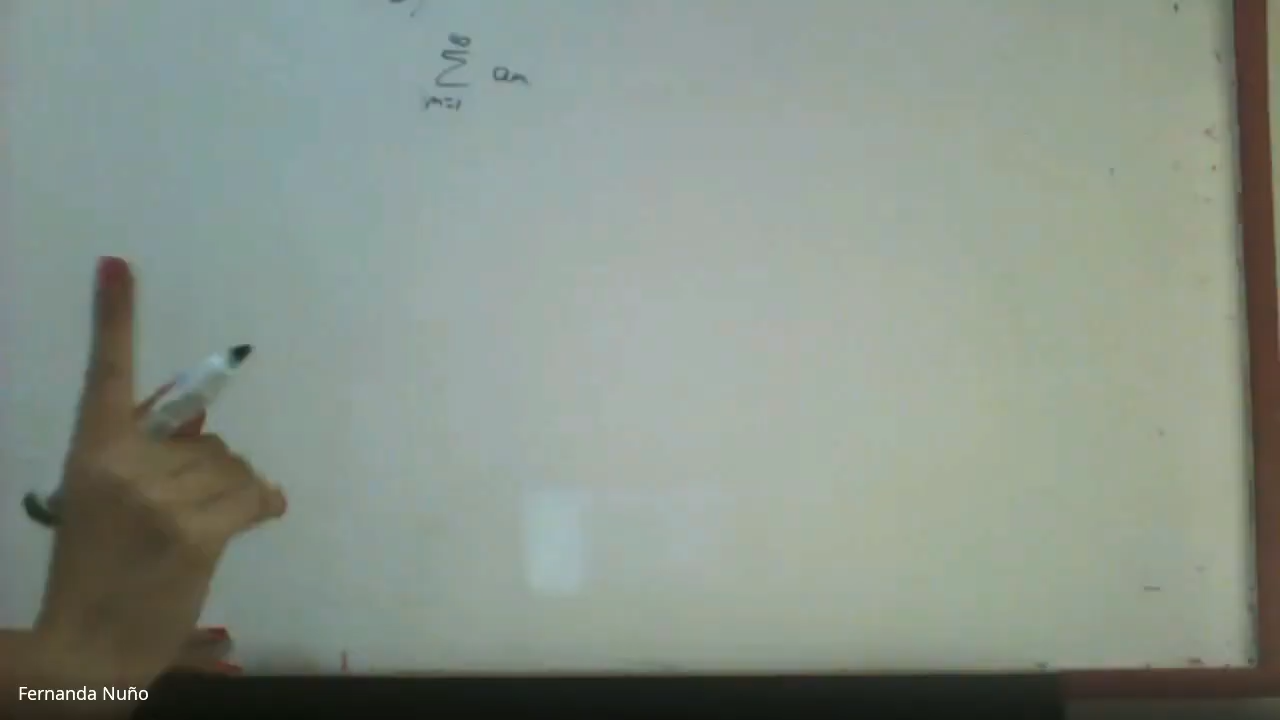 ∞
Σ an
n=1
Fernanda Nuño